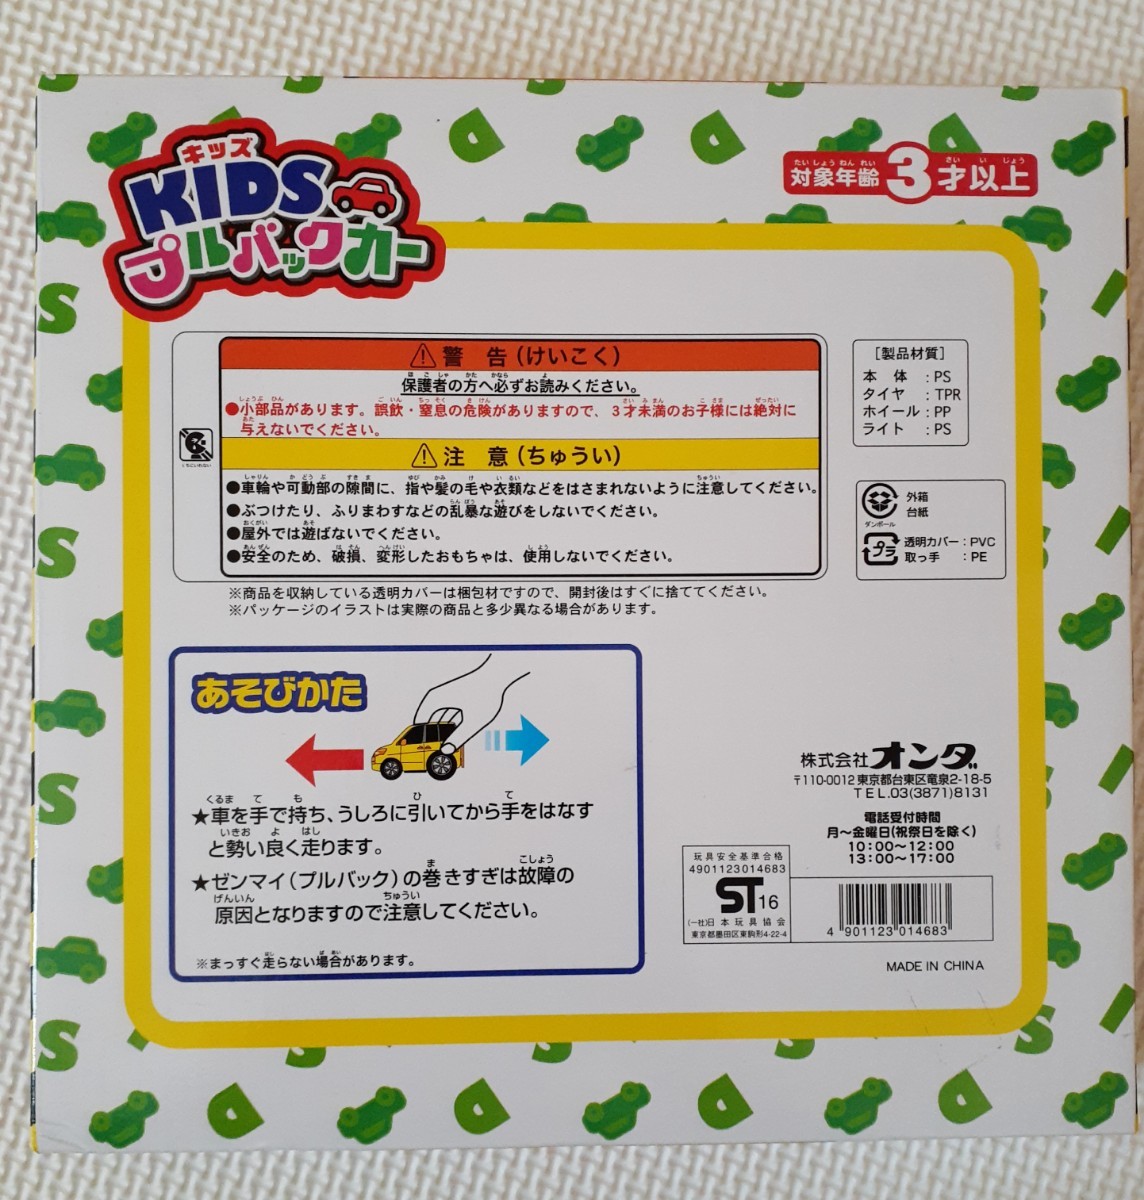 キッズ
KIDS
プルバックカー
対象年齢3才以上
たいしょうねんれい さいいじょう
⚠警 告(けいこく)
保護者の方へ必ずお読みください。
●小部品があります。誤飲・窒息の危険がありますので、3才未満のお子様には絶対に
与えないでください。
⚠注 意(ちゅうい)
●車輪や可動部の隙間に、指や髪の毛や衣類などをはさまれないように注意してください。
●ぶつけたり、ふりまわすなどの乱暴な遊びをしないでください。
●屋外では遊ばないでください。
●安全のため、破損、変形したおもちゃは、使用しないでください。
※商品を収納している透明カバーは梱包材ですので、開封後はすぐに捨ててください。
※パッケージのイラストは実際の商品と多少異なる場合があります。
[製品材質]
本 体:PS
タイヤ:TPR
ホイール:PP
ライト:PS
外箱
台紙
ダンボール
プラ
透明カバー:PVC
取っ手:PE
あそびかた
★車を手で持ち、うしろに引いてから手をはなす
と勢い良く走ります。
★ゼンマイ(プルバック)の巻きすぎは故障の
原因となりますので注意してください。
※まっすぐ走らない場合があります。
株式会社オンダ
〒110-0012 東京都台東区竜泉2-18-5
TEL.03(3871)8131
電話受付時間
月～金曜日(祝祭日を除く)
10:00～12:00
13:00～17:00
玩具安全基準合格
4901123014683
ST16
(一社)日本玩具協会
東京都墨田区東駒形4-22-4
4 901123 014683
MADE IN CHINA